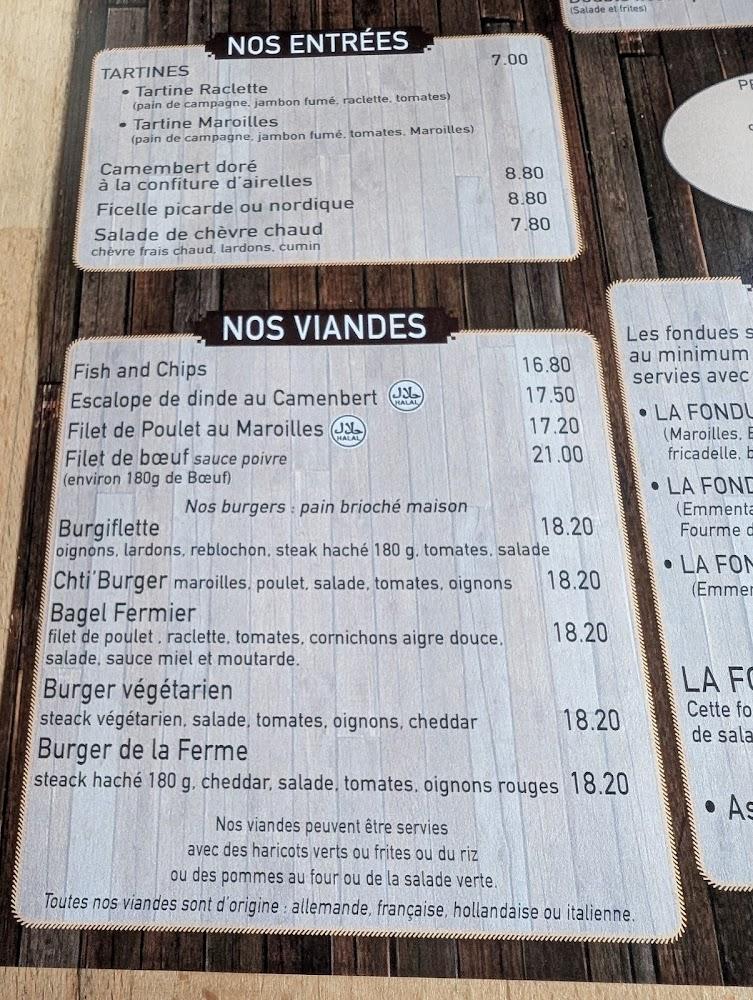 (Salade et frites)
NOS ENTRÉES
TARTINES 7.00
• Tartine Raclette
(pain de campagne, jambon fumé, raclette, tomates)
• Tartine Maroilles
(pain de campagne, jambon fumé, tomates, Maroilles)
Camembert doré
à la confiture d'airelles 8.80
Ficelle picarde ou nordique 8.80
Salade de chèvre chaud 7.80
chèvre frais chaud, lardons, cumin
NOS VIANDES
Fish and Chips 16.80
Escalope de dinde au Camenbert حلال HALAL 17.50
Filet de Poulet au Maroilles حلال HALAL 17.20
Filet de bœuf sauce poivre 21.00
(environ 180g de Bœuf)
Nos burgers : pain brioché maison
Burgiflette 18.20
oignons, lardons, reblochon, steak haché 180 g, tomates, salade
Chti'Burger maroilles, poulet, salade, tomates, oignons 18.20
Bagel Fermier 18.20
filet de poulet , raclette, tomates, cornichons aigre douce,
salade, sauce miel et moutarde.
Burger végétarien
steack végétarien, salade, tomates, oignons, cheddar 18.20
Burger de la Ferme
steack haché 180 g, cheddar, salade, tomates, oignons rouges 18.20
Nos viandes peuvent être servies
avec des haricots verts ou frites ou du riz
ou des pommes au four ou de la salade verte.
Toutes nos viandes sont d'origine : allemande, française, hollandaise ou italienne.
Les fondues s
au minimum
servies avec
• LA FONDU
(Maroilles, E
fricadelle, b
• LA FOND
(Emmenta
Fourme d
• LA FON
(Emmer
LA FO
Cette fo
de sala
• As